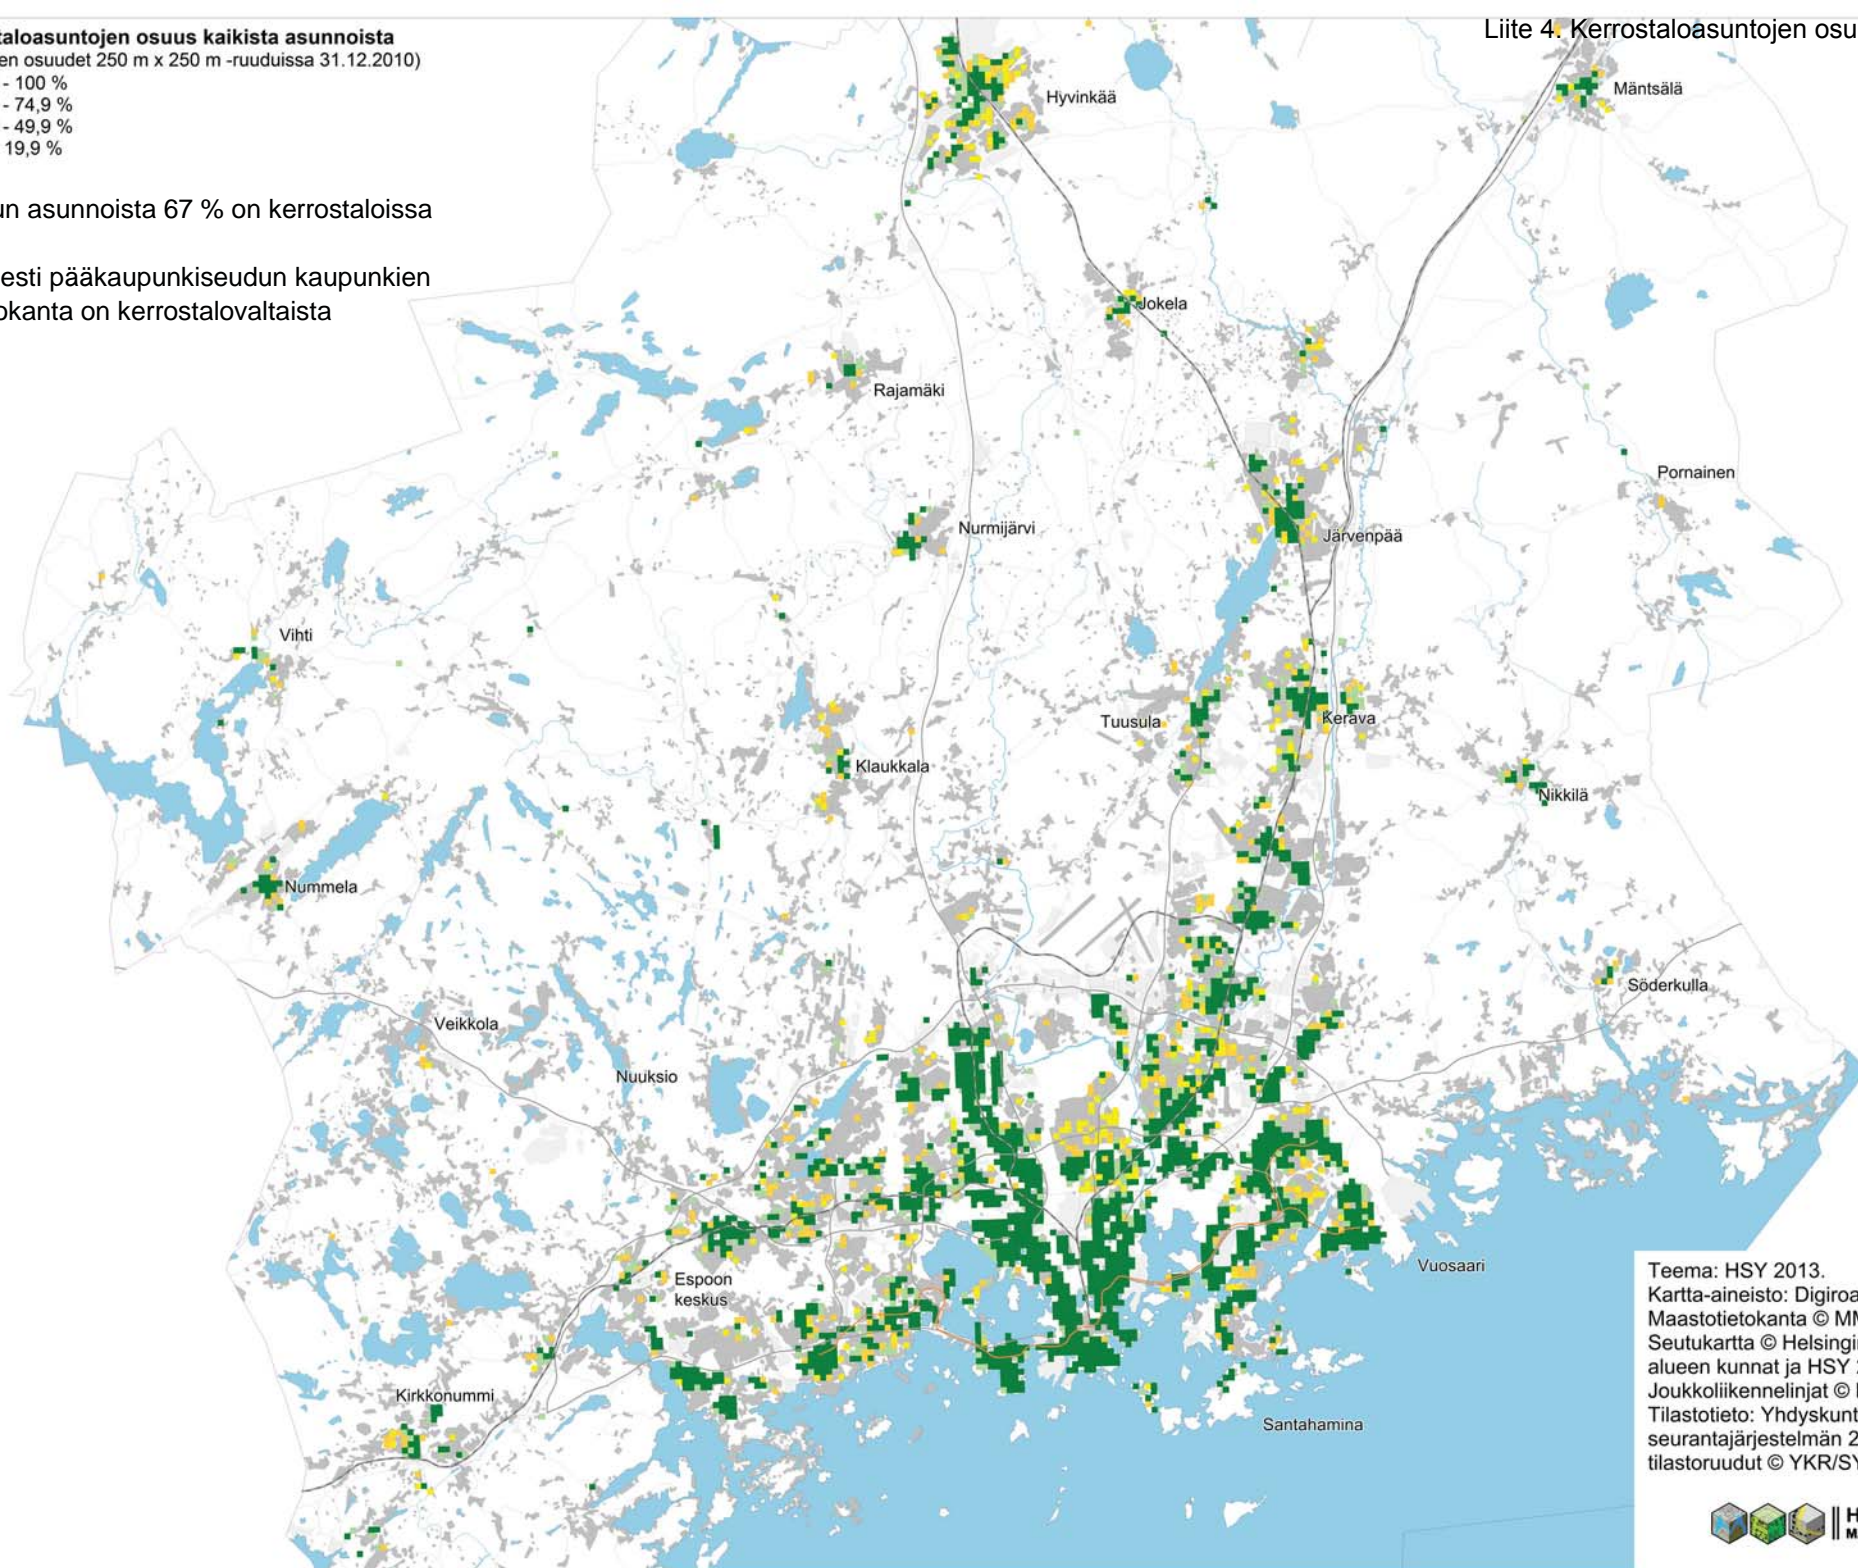 Liite 4. Kerrostaloasuntojen osu
taloasuntojen osuus kaikista asunnoista
en osuudet 250 m x 250 m -ruuduissa 31.12.2010)
- 100 %
- 74,9 %
- 49,9 %
19,9 %
un asunnoista 67 % on kerrostaloissa
esti pääkaupunkiseudun kaupunkien
okanta on kerrostalovaltaista
Mäntsälä
Hyvinkää
Jokela
Rajamäki
Pornainen
Nurmijärvi
Järvenpää
Vihti
Tuusula
Kerava
Klaukkala
Nikkilä
Nummela
Söderkulla
Veikkola
Nuuksio
Vuosaari
Espoon
keskus
Kirkkonummi
Santahamina
Teema: HSY 2013.
Kartta-aineisto: Digiroa
Maastotietokanta © MM
Seutukartta © Helsingin
alueen kunnat ja HSY 2
Joukkoliikennelinjat ©
Tilastotieto: Yhdyskunt
seurantajärjestelmän 2
tilastoruudut © YKR/SY
H
M